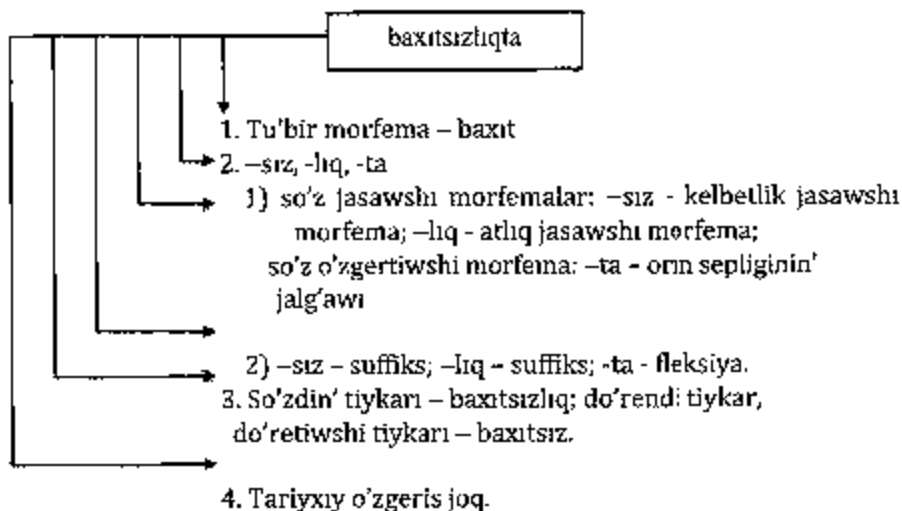 baxıtsızlıqta
1. Tu'bir morfema – baxıt
2. –sız, -lıq, -ta
1) so'z jasawshı morfemalar: –sız - kelbetlik jasawshı
morfema; –lıq - atlıq jasawshı morfema;
so'z o'zgertiwshi morfema: –ta – orın sepliginin'
jalg'awı
2) –sız – suffiks; –lıq – suffiks; -ta - fleksiya.
3. So'zdin' tiykarı – baxıtsızlıq; do'rendi tiykar,
do'retiwshi tiykarı – baxıtsız.
4. Tariyxıy o'zgeris joq.